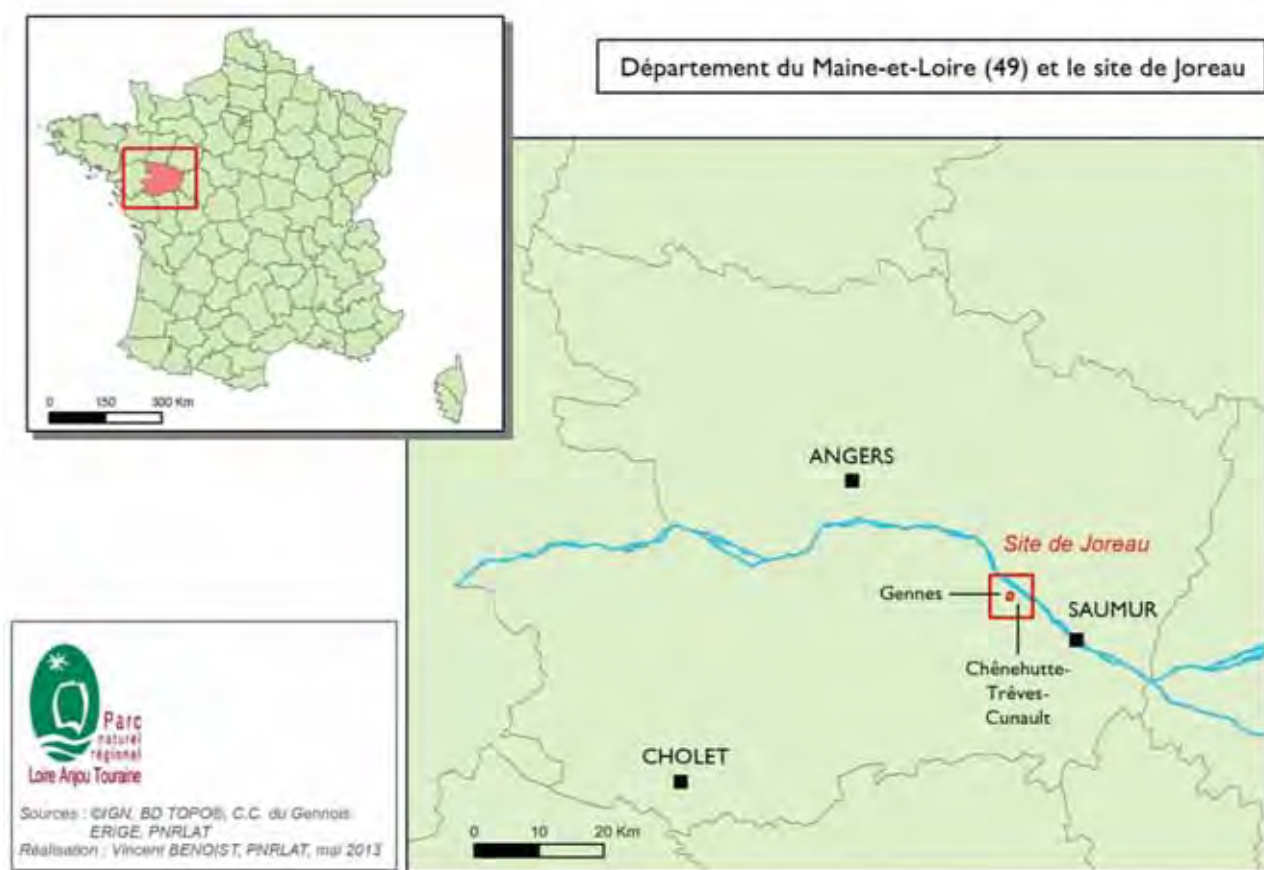 Département du Maine-et-Loire (49) et le site de Joreau
0 150 300 Km
ANGERS
Site de Joreau
Gennes
SAUMUR
Chênehutte-
Trêves-
Cunault
CHOLET
0 10 20 Km
Parc
naturel
régional
Loire Anjou Touraine
Sources : ©IGN, BD TOPO®, C.C. du Gennois
ERIGE, PNRLAT
Réalisation : Vincent BENOIST, PNRLAT, mai 2013